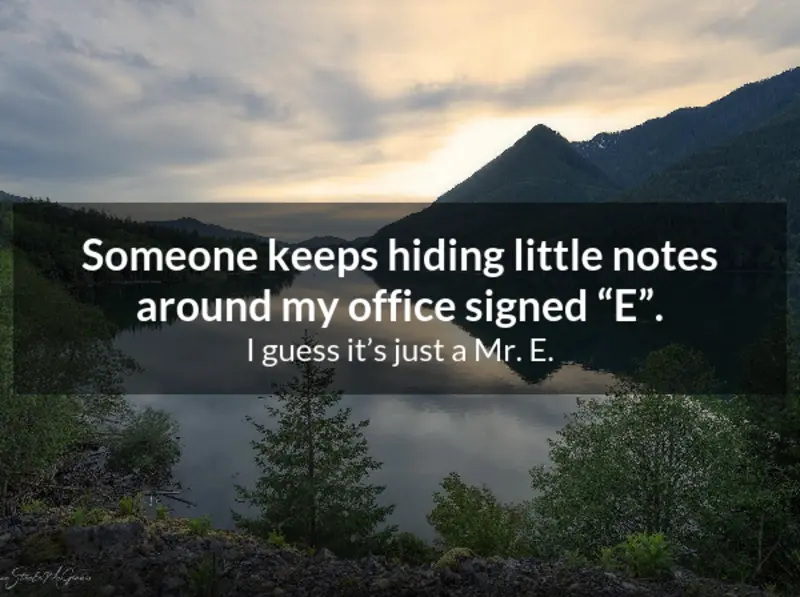 Someone keeps hiding little notes
around my office signed “E”.
I guess it’s just a Mr. E.